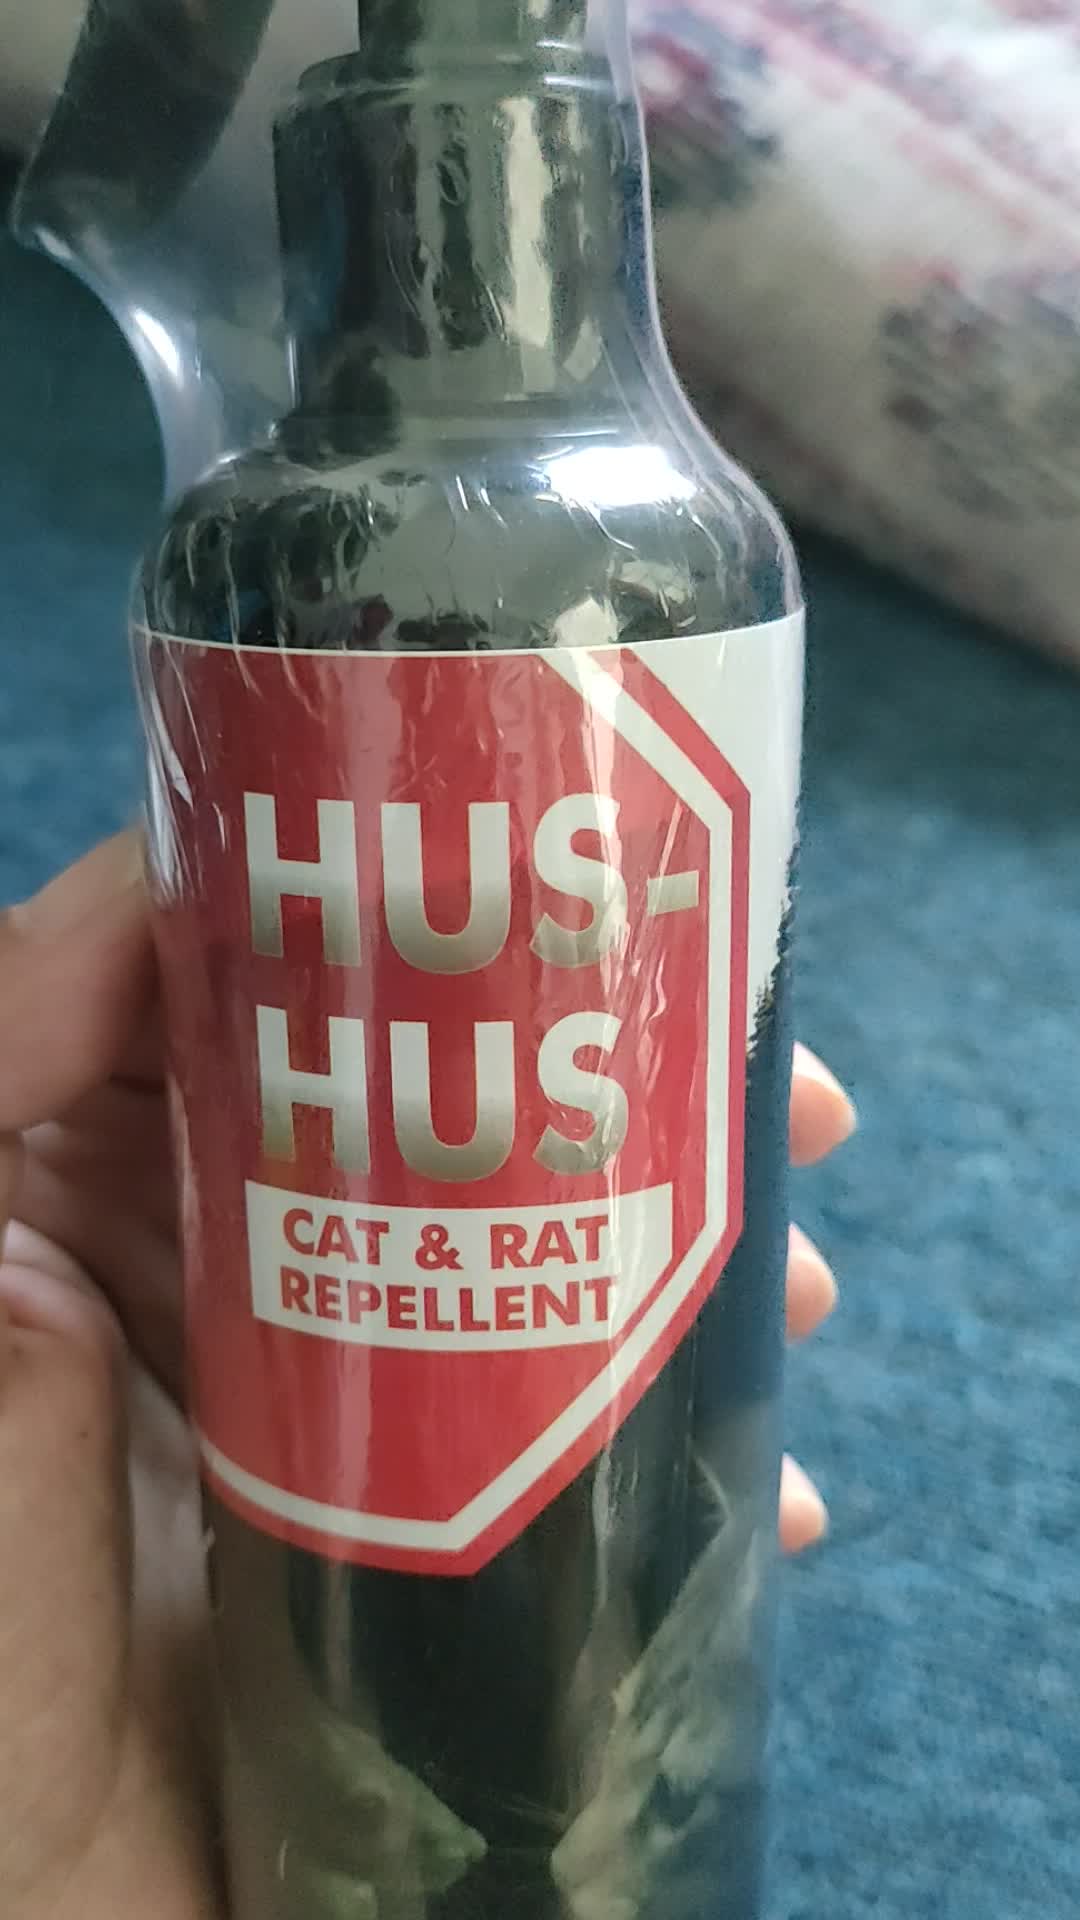 HUS-
HUS
CAT & RAT
REPELLENT